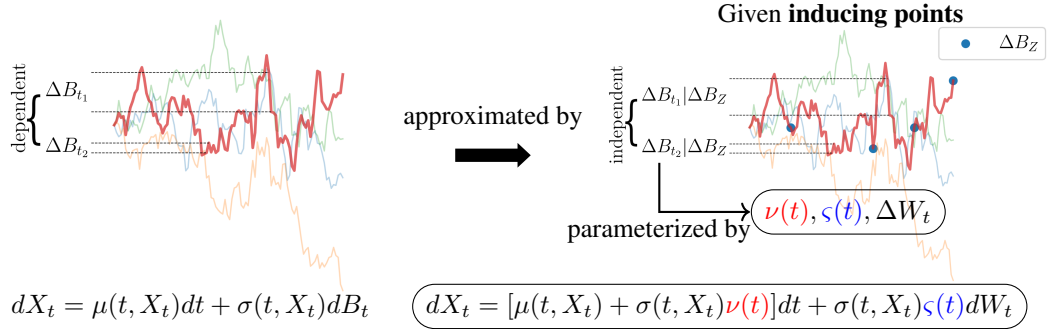 Given inducing points
ΔB_Z
dependent
ΔB_{t_1}
ΔB_{t_2}
approximated by
independent
ΔB_{t_1}|ΔB_Z
ΔB_{t_2}|ΔB_Z
parameterized by
ν(t), ς(t), ΔW_t
dX_t = μ(t, X_t)dt + σ(t, X_t)dB_t
dX_t = [μ(t, X_t) + σ(t, X_t)ν(t)]dt + σ(t, X_t)ς(t)dW_t